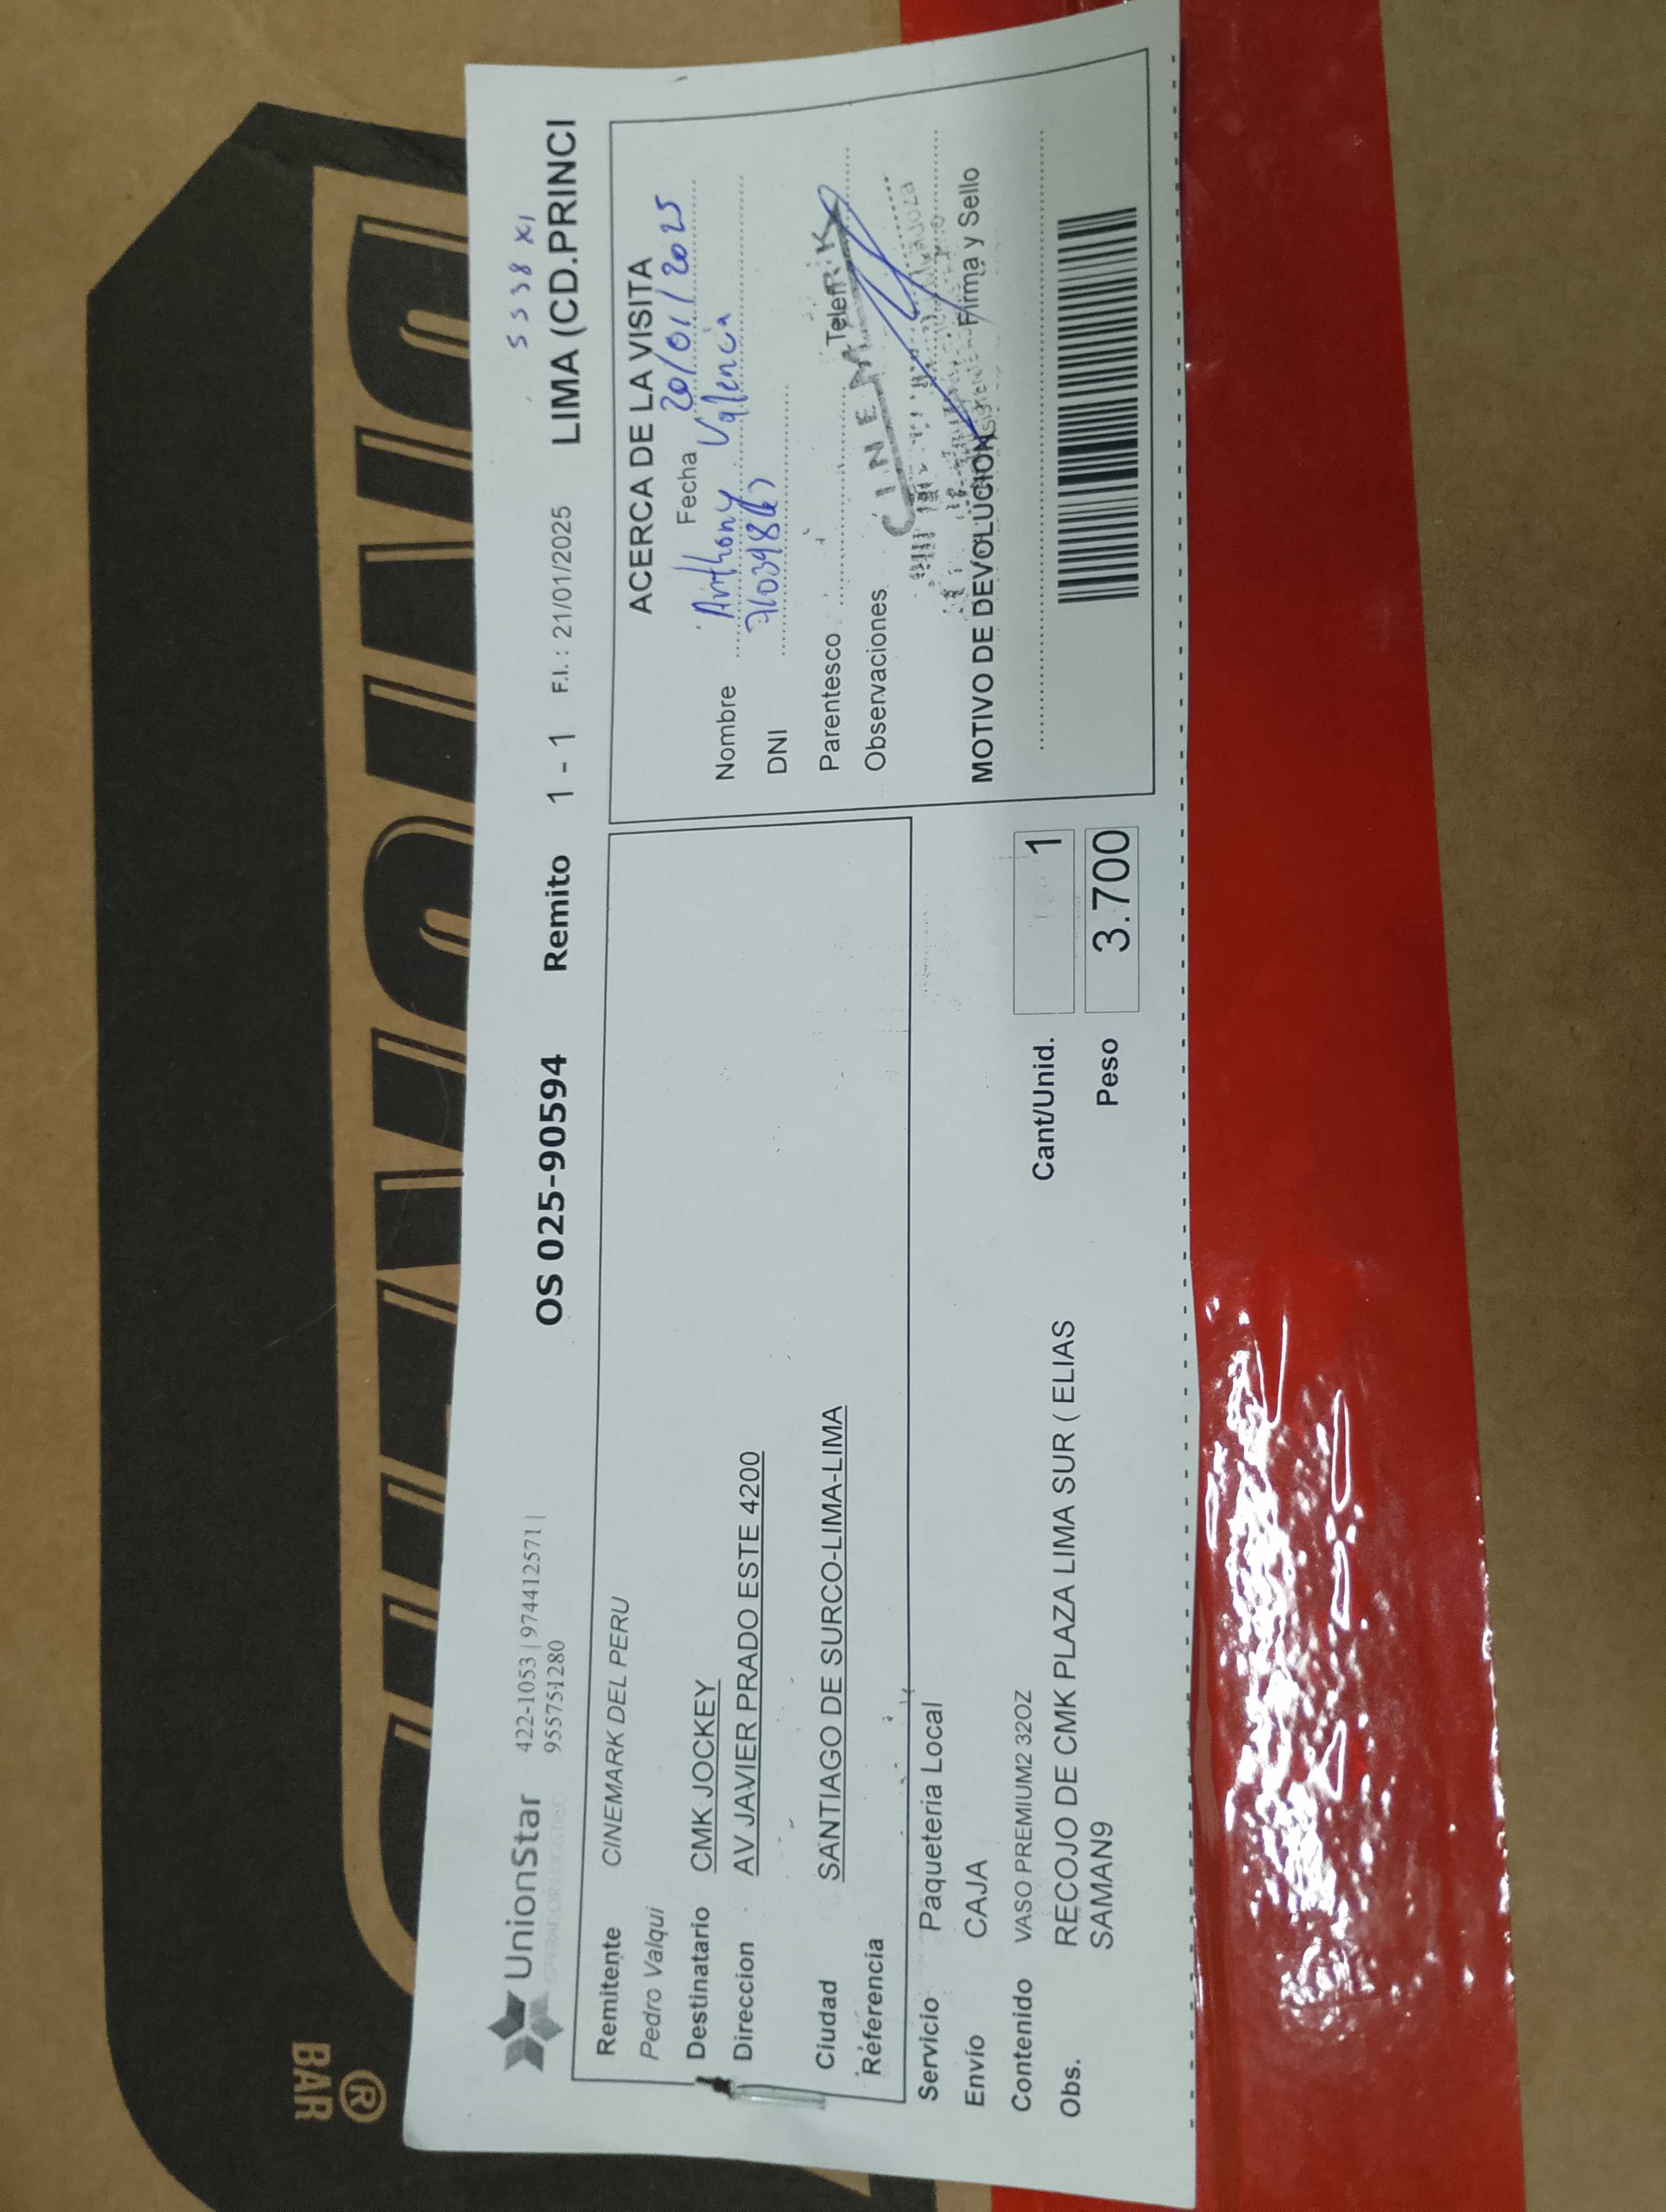 UnionStar
422-1053 | 974412571 |
955751280
OS 025-90594 Remito 1 - 1 F.I. : 21/01/2025 LIMA (CD.PRINCI
5538 X1
Remitente CINEMARK DEL PERU
Pedro Valqui
Destinatario CMK JOCKEY
Direccion AV JAVIER PRADO ESTE 4200
Ciudad SANTIAGO DE SURCO-LIMA-LIMA
Referencia
Servicio Paqueteria Local
Envío CAJA
Contenido VASO PREMIUM2 32OZ
Obs. RECOJO DE CMK PLAZA LIMA SUR ( ELIAS
SAMAN9
Cant/Unid. 1
Peso 3.700
ACERCA DE LA VISITA
Fecha 20/01/2025
Nombre Anthony Valencia
DNI
Parentesco Telef
Observaciones
CINEMARK
MOTIVO DE DEVOLUCION Firma y Sello
BAR
®